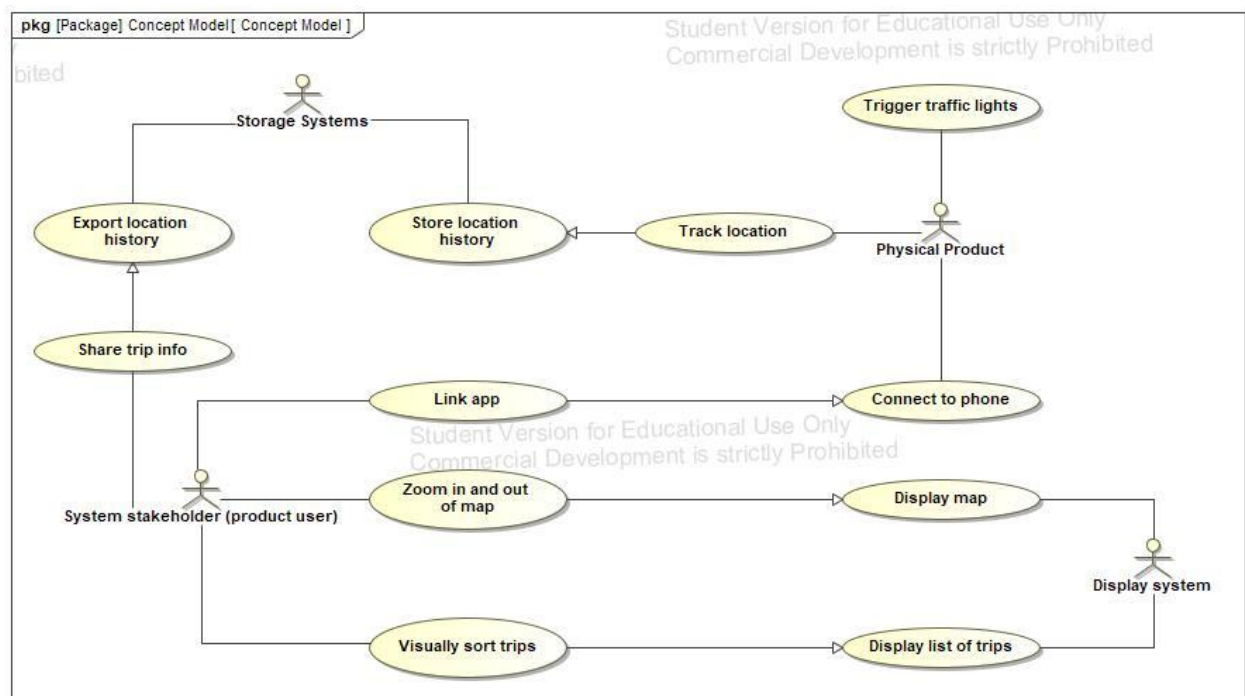 pkg [Package] Concept Model[ Concept Model ]
Student Version for Educational Use Only
Commercial Development is strictly Prohibited
bited
Storage Systems
Trigger traffic lights
Export location
history
Store location
history
Track location
Physical Product
Share trip info
Link app
Connect to phone
Student Version for Educational Use Only
Commercial Development is strictly Prohibited
Zoom in and out
of map
Display map
System stakeholder (product user)
Display system
Visually sort trips
Display list of trips